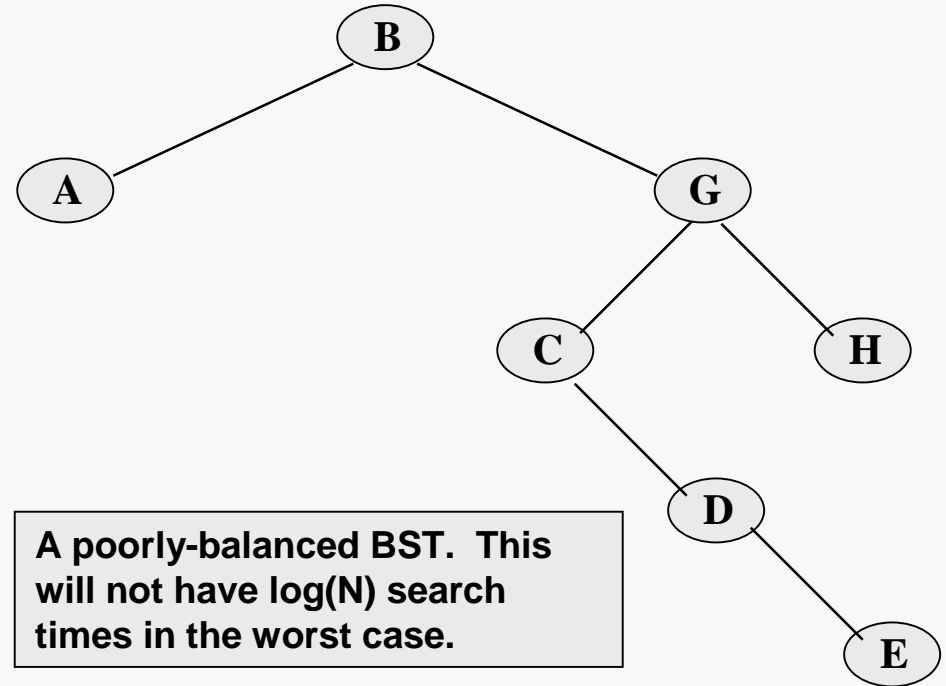 B
A
G
C
H
D
A poorly-balanced BST. This
will not have log(N) search
times in the worst case.
E